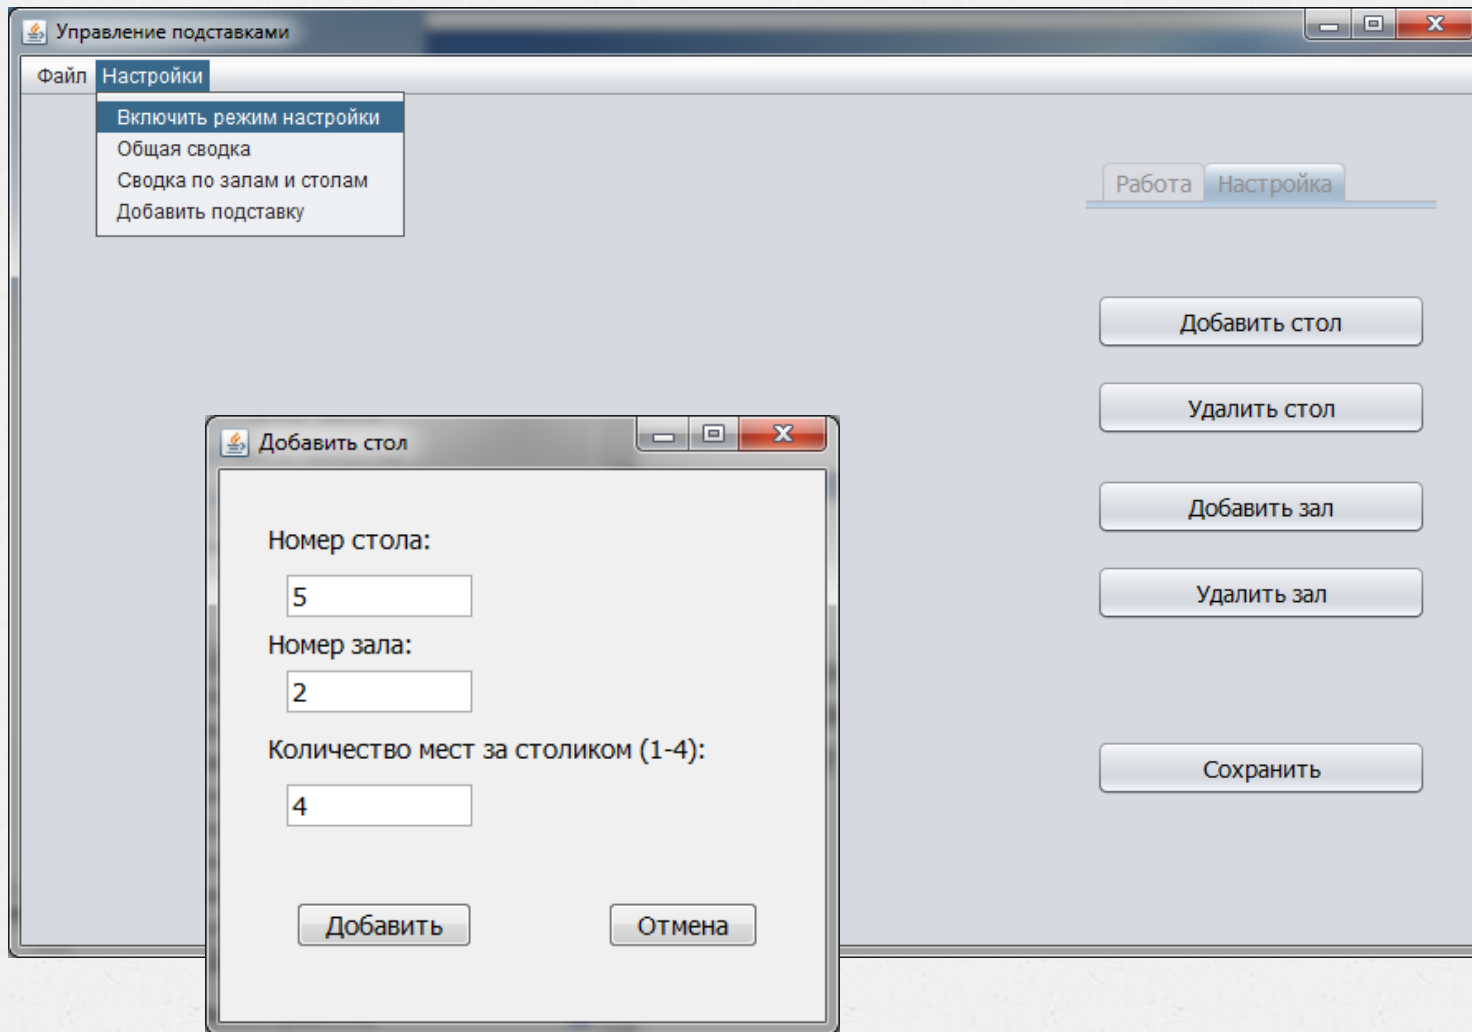 Управление подставками
Файл Настройки
Включить режим настройки
Общая сводка
Сводка по залам и столам
Добавить подставку
Работа Настройка
Добавить стол
Удалить стол
Добавить зал
Удалить зал
Сохранить
Добавить стол
Номер стола:
5
Номер зала:
2
Количество мест за столиком (1-4):
4
Добавить Отмена